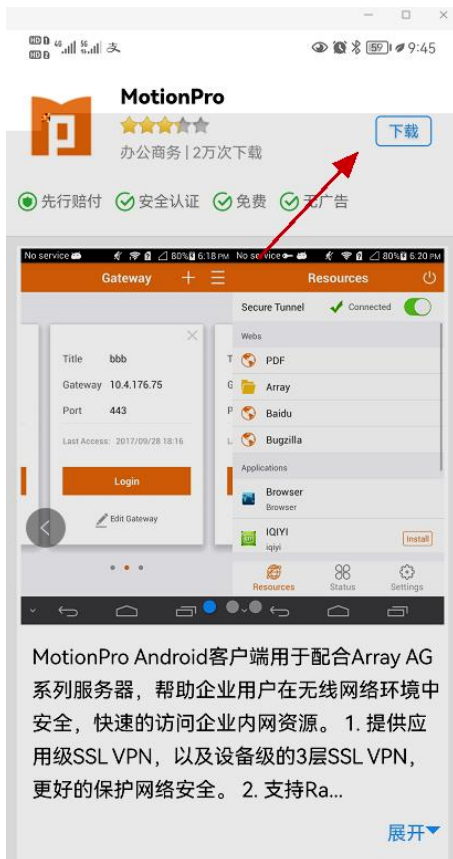 HD 4G 5G 59 9:45
HD 2
MotionPro
办公商务 | 2万次下载
下载
先行赔付 安全认证 免费 无广告
No service 80% 6:18 PM
Gateway
Title bbb
Gateway 10.4.176.75
Port 443
Last Access: 2017/09/28 18:16
Login
Edit Gateway
No service 80% 6:20 PM
Resources
Secure Tunnel Connected
Webs
PDF
Array
Baidu
Bugzilla
Applications
Browser
Browser
IQIYI
iqiyi
Install
Resources Status Settings
MotionPro Android客户端用于配合Array AG
系列服务器，帮助企业用户在无线网络环境中
安全，快速的访问企业内网资源。 1. 提供应
用级SSL VPN，以及设备级的3层SSL VPN，
更好的保护网络安全。 2. 支持Ra...
展开